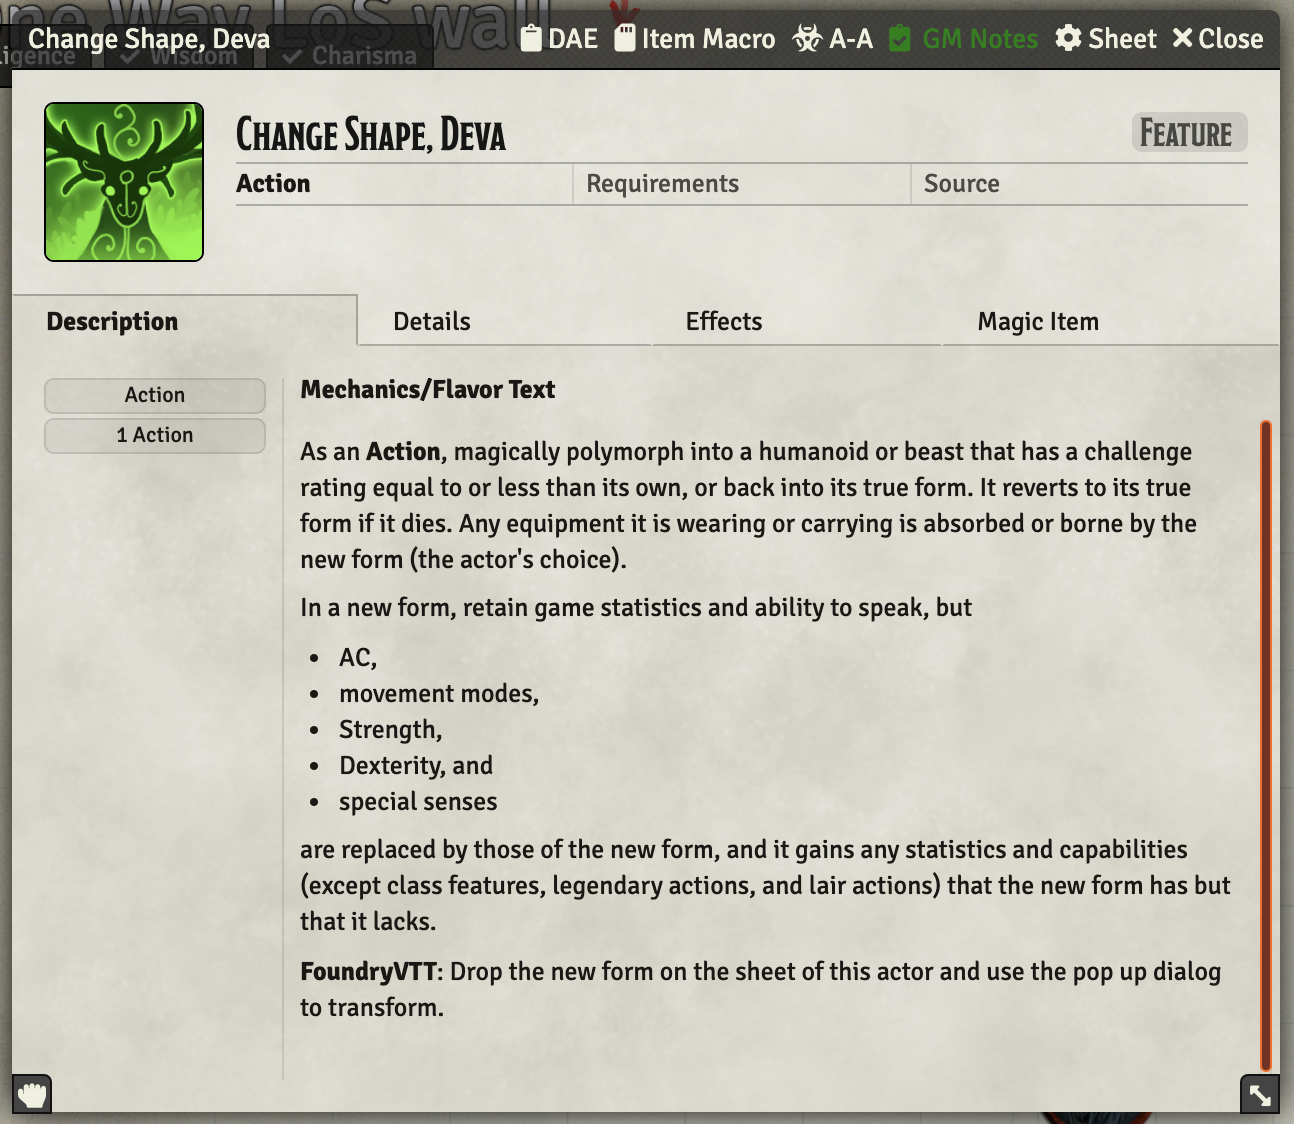 One Way LoS wall
Change Shape, Deva
DAE
Item Macro
A-A
GM Notes
Sheet
Close
Wisdom
Charisma
Change Shape, Deva
Feature
Action
Requirements
Source
Description
Details
Effects
Magic Item
Action
1 Action
Mechanics/Flavor Text
As an Action, magically polymorph into a humanoid or beast that has a challenge
rating equal to or less than its own, or back into its true form. It reverts to its true
form if it dies. Any equipment it is wearing or carrying is absorbed or borne by the
new form (the actor's choice).
In a new form, retain game statistics and ability to speak, but
• AC,
• movement modes,
• Strength,
• Dexterity, and
• special senses
are replaced by those of the new form, and it gains any statistics and capabilities
(except class features, legendary actions, and lair actions) that the new form has but
that it lacks.
FoundryVTT: Drop the new form on the sheet of this actor and use the pop up dialog
to transform.